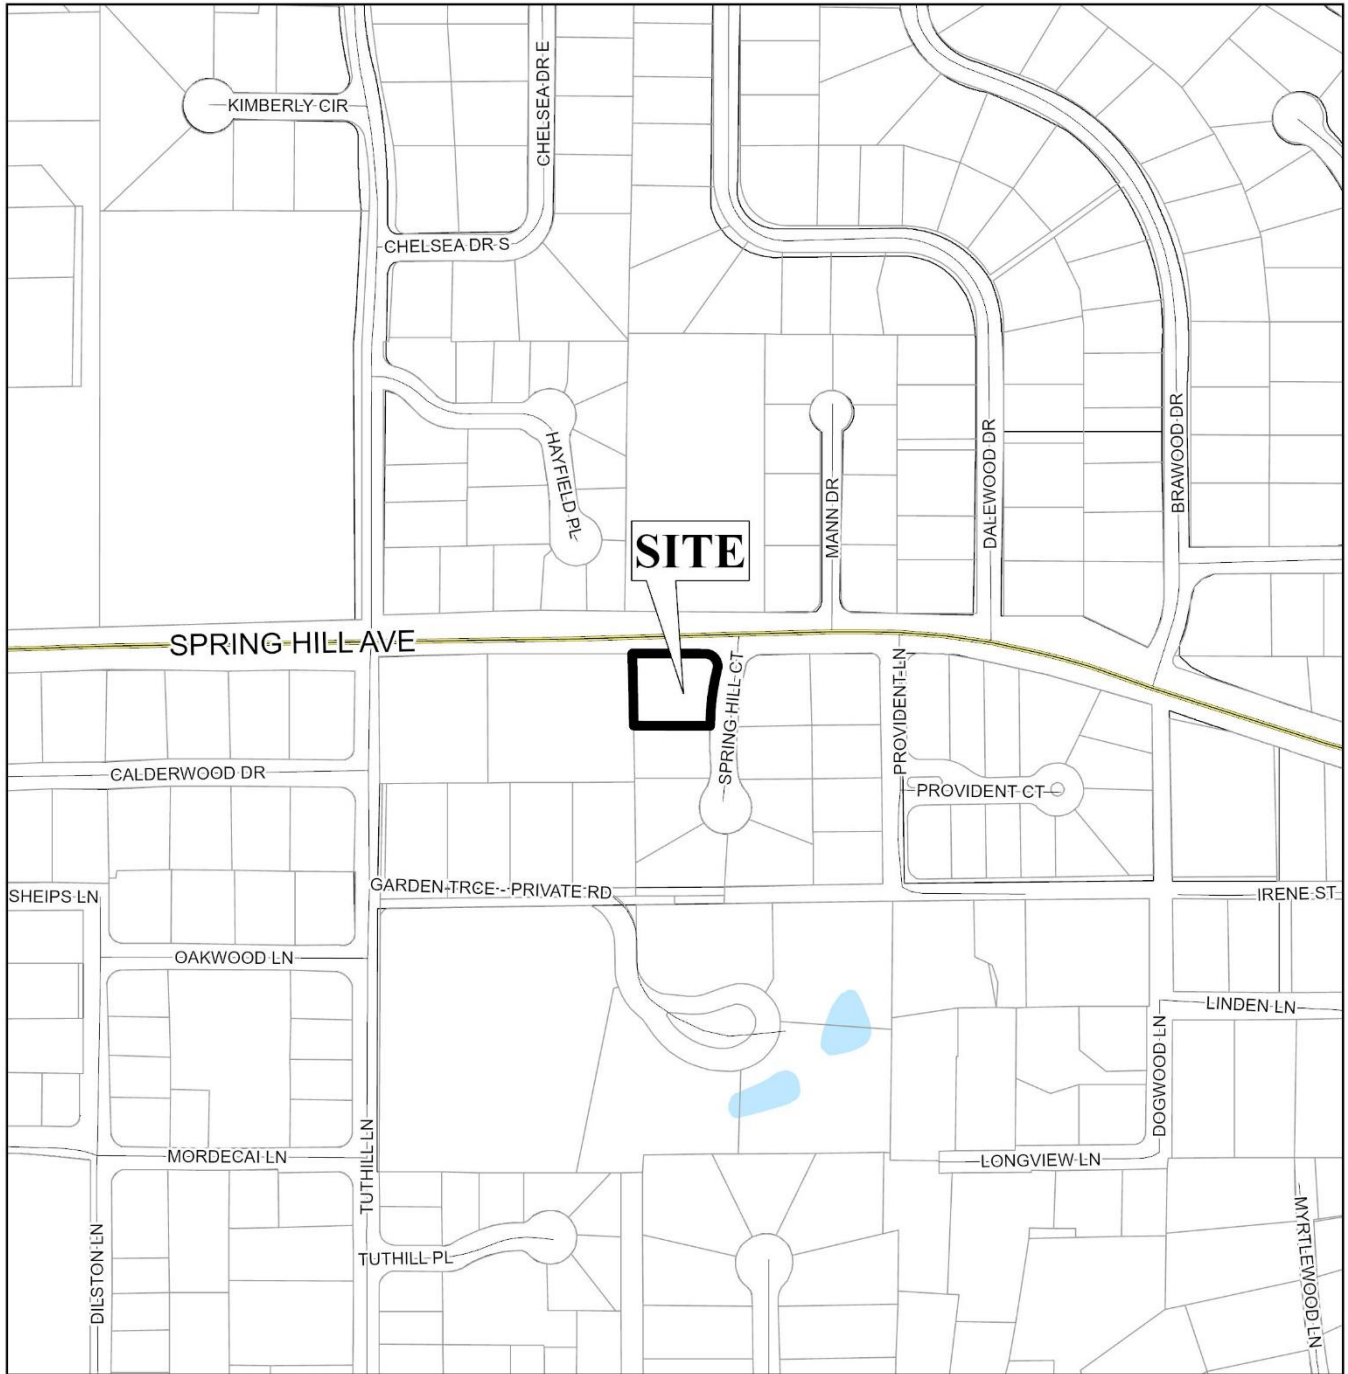 KIMBERLY CIR
CHELSEA DR E
CHELSEA DR S
HAYFIELD PL
SITE
MANN DR
DALEWOOD DR
BRAWOOD DR
SPRING HILL AVE
SPRING HILL CT
PROVIDENT LN
CALDERWOOD DR
PROVIDENT CT
SHEIPS LN
GARDEN TRCE - PRIVATE RD
IRENE ST
OAKWOOD LN
LINDEN LN
DOGWOOD LN
TUTHILL LN
MORDECAI LN
LONGVIEW LN
DILSTON LN
TUTHILL PL
MYRTLEWOOD LN